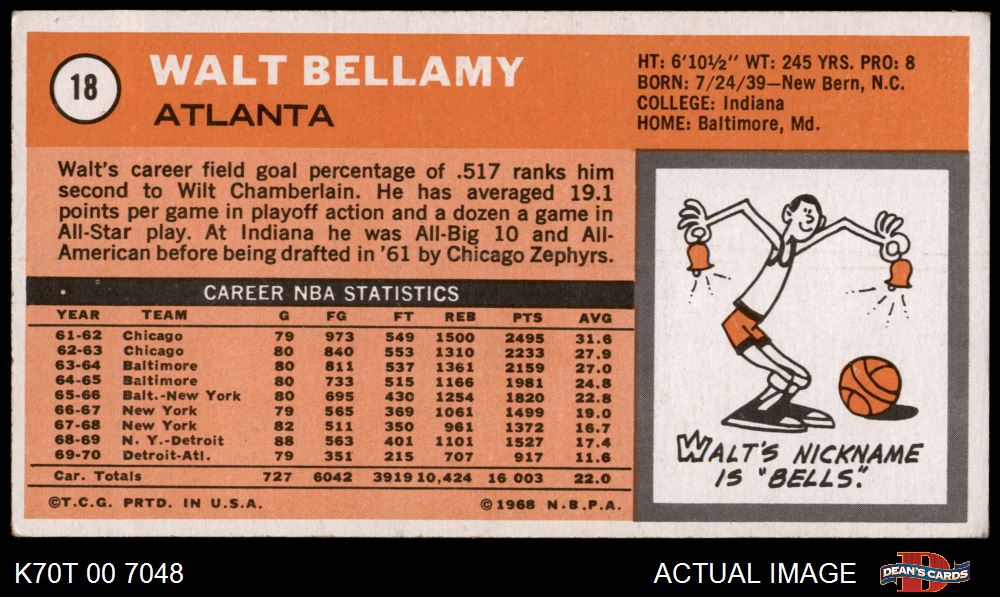 18
WALT BELLAMY
ATLANTA
HT: 6'10½" WT: 245 YRS. PRO: 8
BORN: 7/24/39—New Bern, N.C.
COLLEGE: Indiana
HOME: Baltimore, Md.
Walt's career field goal percentage of .517 ranks him
second to Wilt Chamberlain. He has averaged 19.1
points per game in playoff action and a dozen a game in
All-Star play. At Indiana he was All-Big 10 and All-
American before being drafted in '61 by Chicago Zephyrs.
CAREER NBA STATISTICS
YEAR TEAM G FG FT REB PTS AVG
61-62 Chicago 79 973 549 1500 2495 31.6
62-63 Chicago 80 840 553 1310 2233 27.9
63-64 Baltimore 80 811 537 1361 2159 27.0
64-65 Baltimore 80 733 515 1166 1981 24.8
65-66 Balt.-New York 80 695 430 1254 1820 22.8
66-67 New York 79 565 369 1061 1499 19.0
67-68 New York 82 511 350 961 1372 16.7
68-69 N. Y.-Detroit 88 563 401 1101 1527 17.4
69-70 Detroit-Atl. 79 351 215 707 917 11.6
Car. Totals 727 6042 3919 10,424 16 003 22.0
©T.C.G. PRTD. IN U.S.A. ©1968 N.B.P.A.
WALT'S NICKNAME
IS "BELLS."
K70T 00 7048
ACTUAL IMAGE
D
DEAN'S CARDS